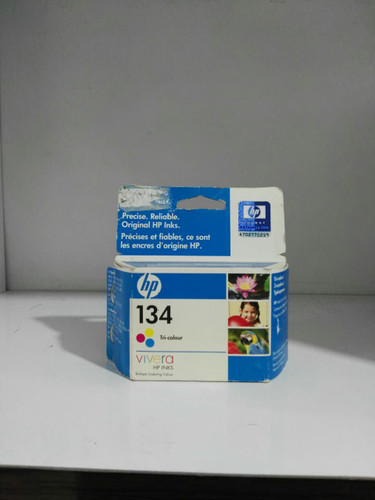 Precise. Reliable.
Original HP Inks.
Précises et fiables, ce sont
les encres d'origine HP.
hp
hp
134
Tri-colour
vivera
HP INKS